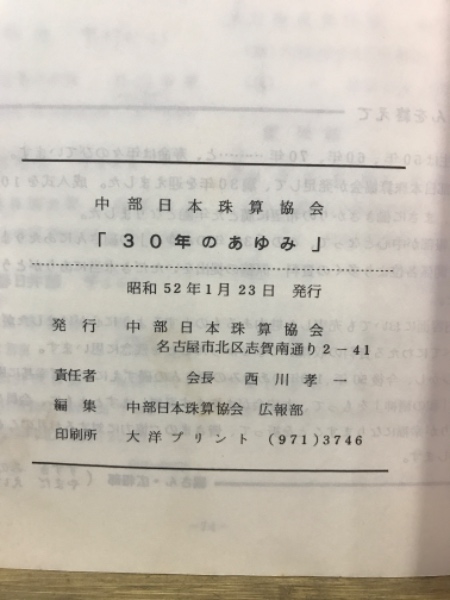 中部日本珠算協会
「30年のあゆみ」
昭和52年1月23日 発行
発行 中部日本珠算協会
名古屋市北区志賀南通り2-41
責任者 会長 西川孝一
編集 中部日本珠算協会 広報部
印刷所 大洋プリント (971)3746